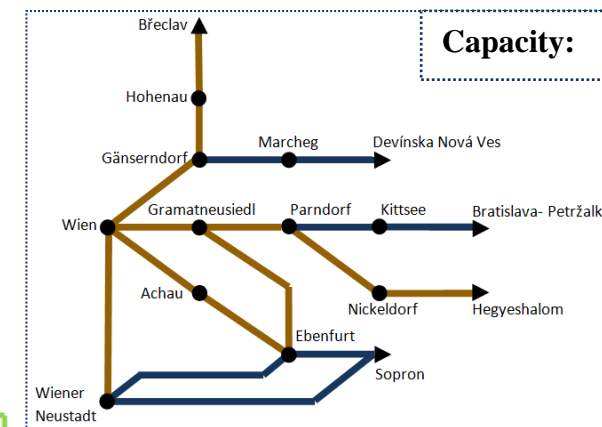 Břeclav
Capacity:
Hohenau
Marcheg
Devínska Nová Ves
Gänserndorf
Gramatneusiedl
Parndorf
Kittsee
Bratislava- Petržalk
Wien
Achau
Nickeldorf
Hegyeshalom
Ebenfurt
Sopron
Wiener
Neustadt